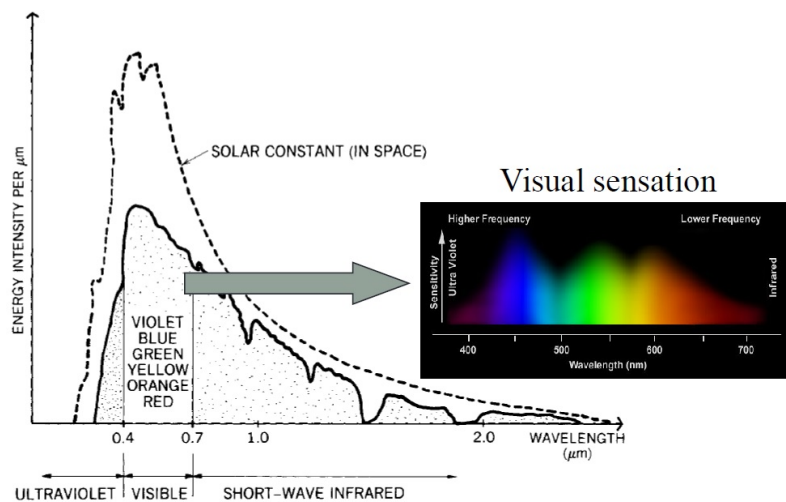 ENERGY INTENSITY PER μm
SOLAR CONSTANT (IN SPACE)
VIOLET
BLUE
GREEN
YELLOW
ORANGE
RED
0.4
0.7
1.0
2.0
WAVELENGTH
(μm)
ULTRAVIOLET
VISIBLE
SHORT-WAVE INFRARED
Visual sensation
Higher Frequency
Lower Frequency
Sensitivity
Ultra Violet
Infrared
400
500
600
700
Wavelength (nm)